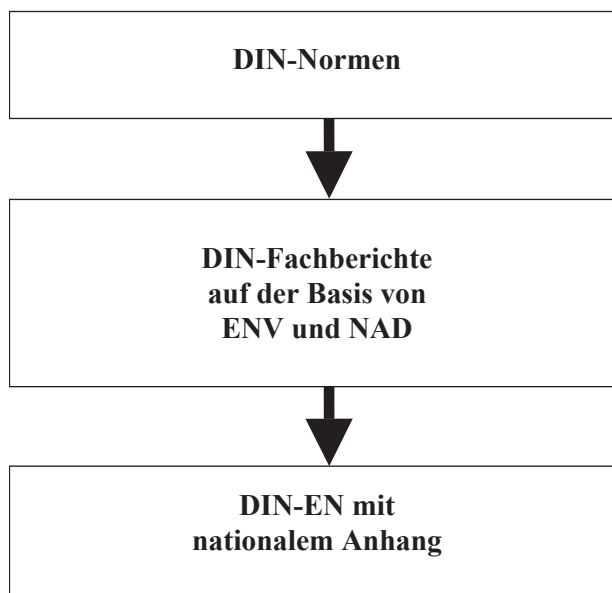 DIN-Normen
DIN-Fachberichte
auf der Basis von
ENV und NAD
DIN-EN mit
nationalem Anhang